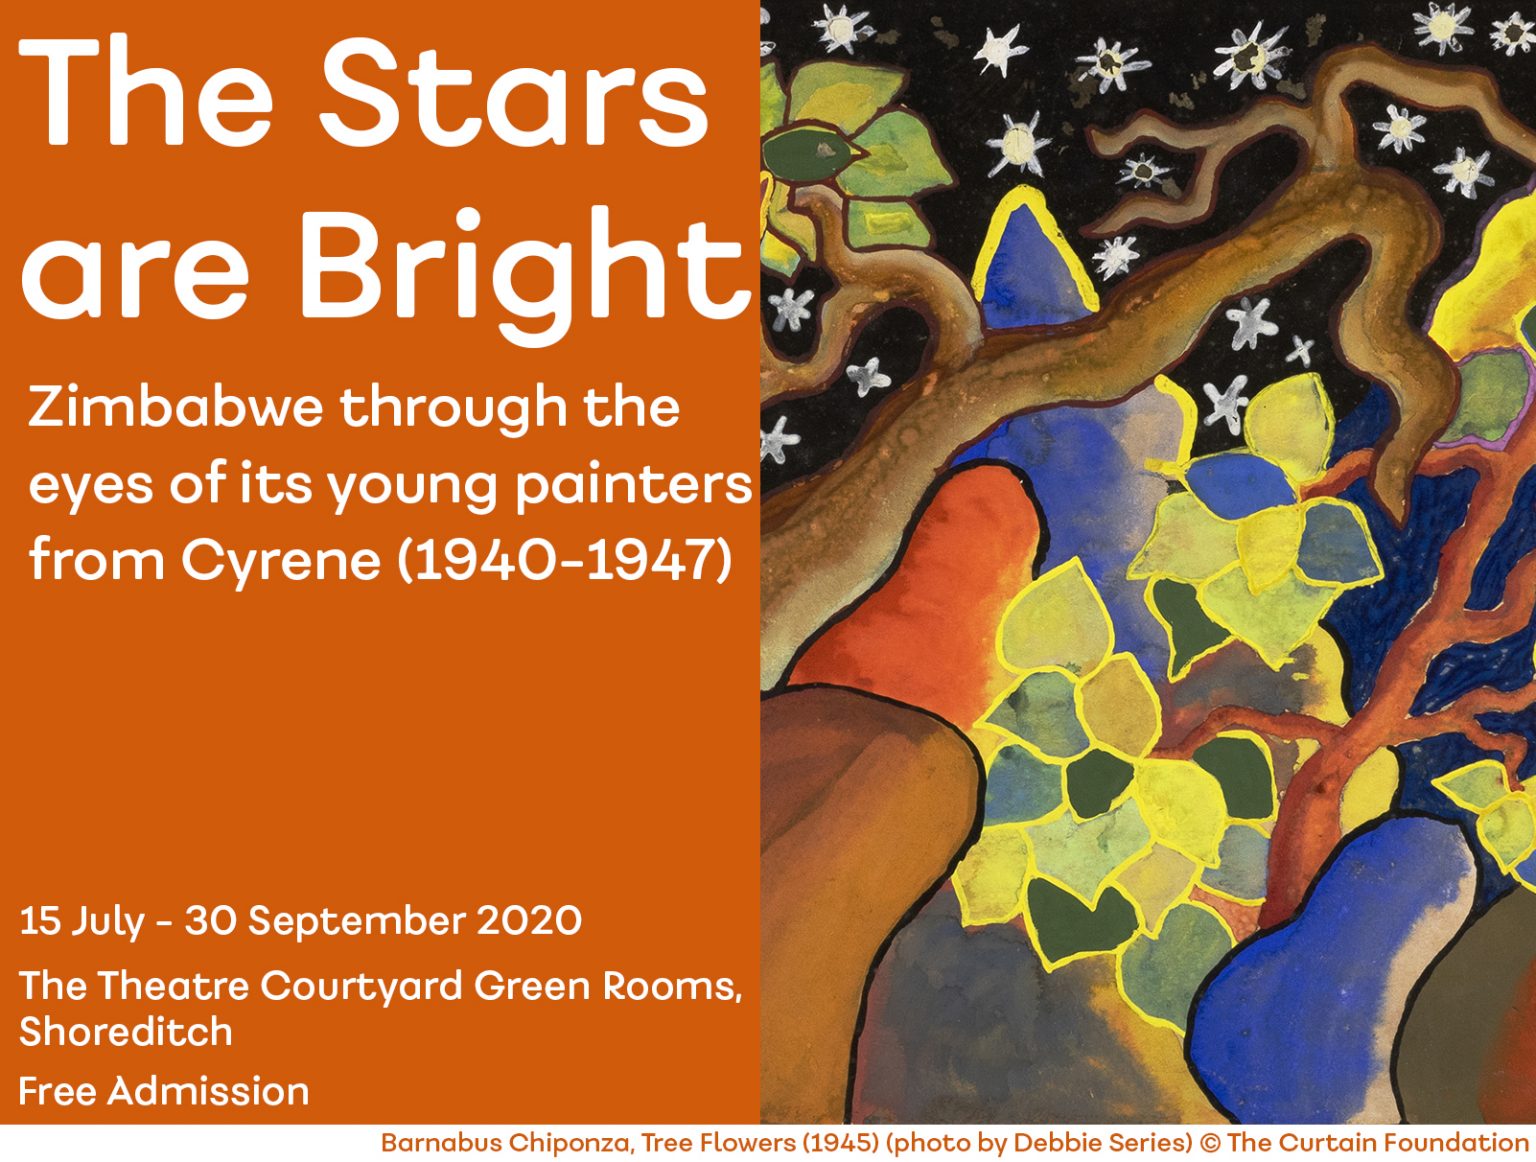 The Stars
are Bright
Zimbabwe through the
eyes of its young painters
from Cyrene (1940-1947)
15 July - 30 September 2020
The Theatre Courtyard Green Rooms,
Shoreditch
Free Admission
Barnabus Chiponza, Tree Flowers (1945) (photo by Debbie Series) © The Curtain Foundation